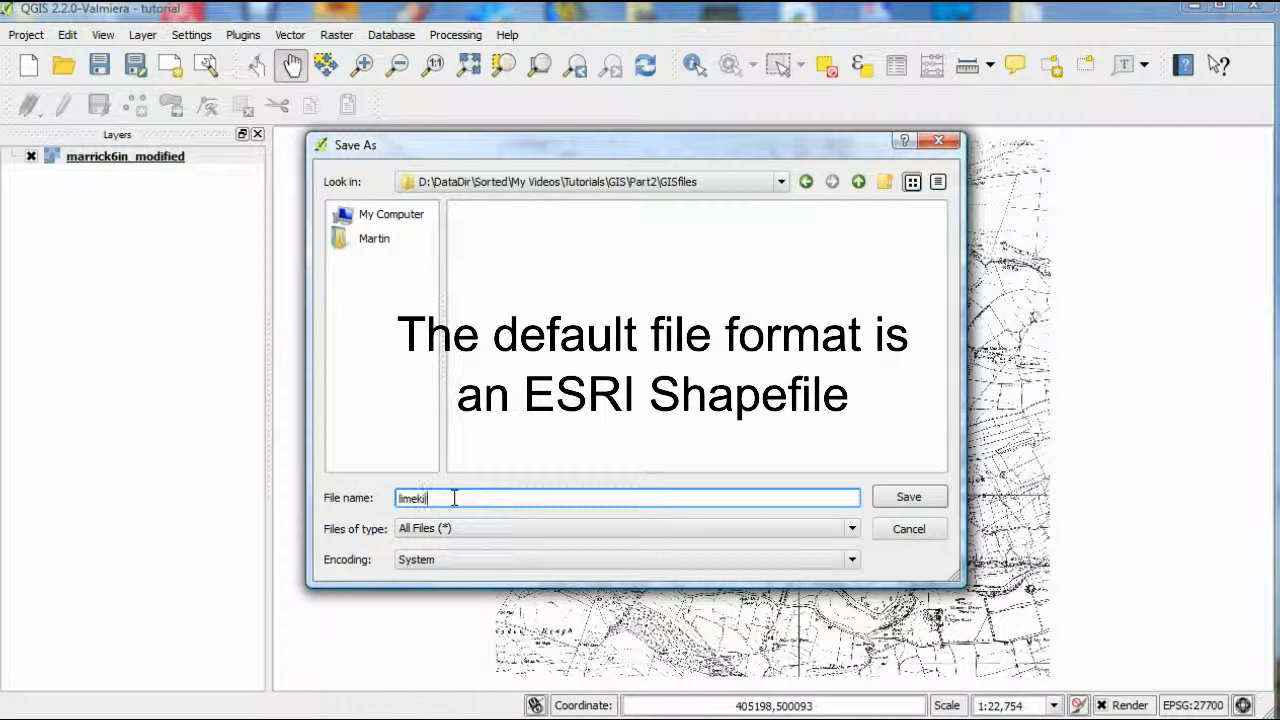 QGIS 2.2.0-Valmiera - tutorial
Project Edit View Layer Settings Plugins Vector Raster Database Processing Help
Layers
marrick6in_modified
Save As
Look in: D:\DataDir\Sorted\My Videos\Tutorials\GIS\Part2\GISfiles
My Computer
Martin
The default file format is
an ESRI Shapefile
File name: limekil
Save
Files of type: All Files (*)
Cancel
Encoding: System
Coordinate: 405198,500093 Scale 1:22,754 Render EPSG:27700